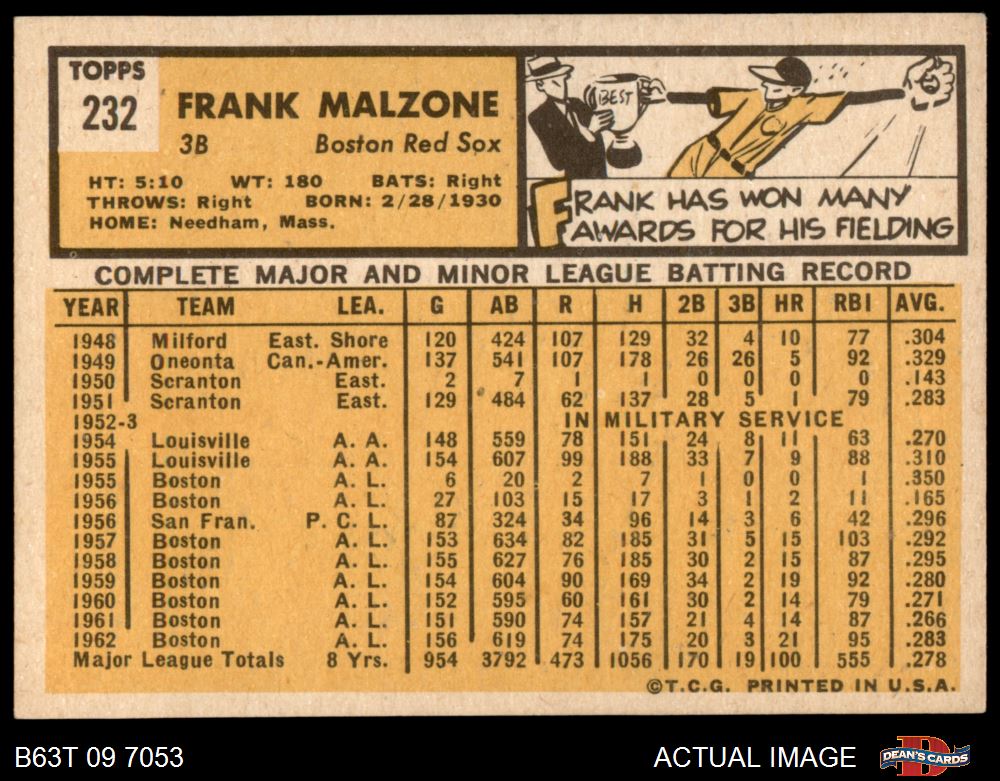 TOPPS
232
FRANK MALZONE
3B Boston Red Sox
HT: 5:10 WT: 180 BATS: Right
THROWS: Right BORN: 2/28/1930
HOME: Needham, Mass.
BEST
FRANK HAS WON MANY
AWARDS FOR HIS FIELDING
COMPLETE MAJOR AND MINOR LEAGUE BATTING RECORD
YEAR TEAM LEA. G AB R H 2B 3B HR RBI AVG.
1948 Milford East. Shore 120 424 107 129 32 4 10 77 .304
1949 Oneonta Can.-Amer. 137 541 107 178 26 26 5 92 .329
1950 Scranton East. 2 7 1 1 0 0 0 0 .143
1951 Scranton East. 129 484 62 137 28 5 1 79 .283
1952-3 IN MILITARY SERVICE
1954 Louisville A. A. 148 559 78 151 24 8 11 63 .270
1955 Louisville A. A. 154 607 99 188 33 7 9 88 .310
1955 Boston A. L. 6 20 2 7 1 0 0 1 .350
1956 Boston A. L. 27 103 15 17 3 1 2 11 .165
1956 San Fran. P. C. L. 87 324 34 96 14 3 6 42 .296
1957 Boston A. L. 153 634 82 185 31 5 15 103 .292
1958 Boston A. L. 155 627 76 185 30 2 15 87 .295
1959 Boston A. L. 154 604 90 169 34 2 19 92 .280
1960 Boston A. L. 152 595 60 161 30 2 14 79 .271
1961 Boston A. L. 151 590 74 157 21 4 14 87 .266
1962 Boston A. L. 156 619 74 175 20 3 21 95 .283
Major League Totals 8 Yrs. 954 3792 473 1056 170 19 100 555 .278
©T.C.G. PRINTED IN U.S.A.
B63T 09 7053 ACTUAL IMAGE DEAN'S CARDS